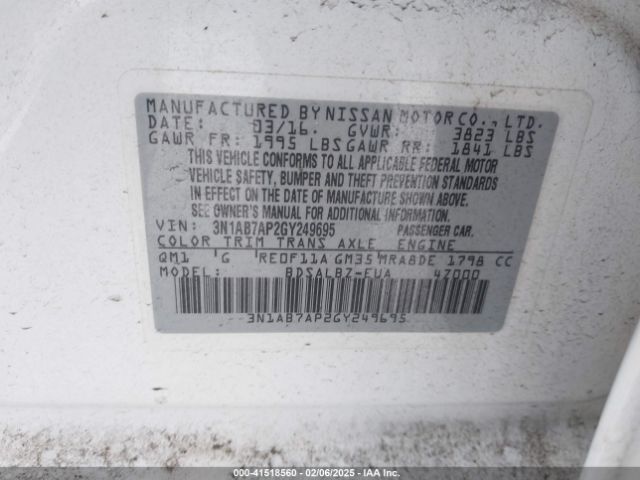 MANUFACTURED BY NISSAN MOTOR CO., LTD.
DATE: 03/16. GVWR: 3823 LBS
GAWR FR: 1995 LBS GAWR RR: 1841 LBS
THIS VEHICLE CONFORMS TO ALL APPLICABLE FEDERAL MOTOR
VEHICLE SAFETY, BUMPER AND THEFT PREVENTION STANDARDS
IN EFFECT ON THE DATE OF MANUFACTURE SHOWN ABOVE.
SEE OWNER'S MANUAL FOR ADDITIONAL INFORMATION.
VIN: 3N1AB7AP2GY249695 PASSENGER CAR.
COLOR TRIM TRANS AXLE ENGINE
QM1 G RE0F11A GM35 MRA8DE 1798 CC
BDSALBZ-EUA 4Z000
3N1AB7AP2GY249695
000-41518560 - 02/06/2025 - IAA Inc.